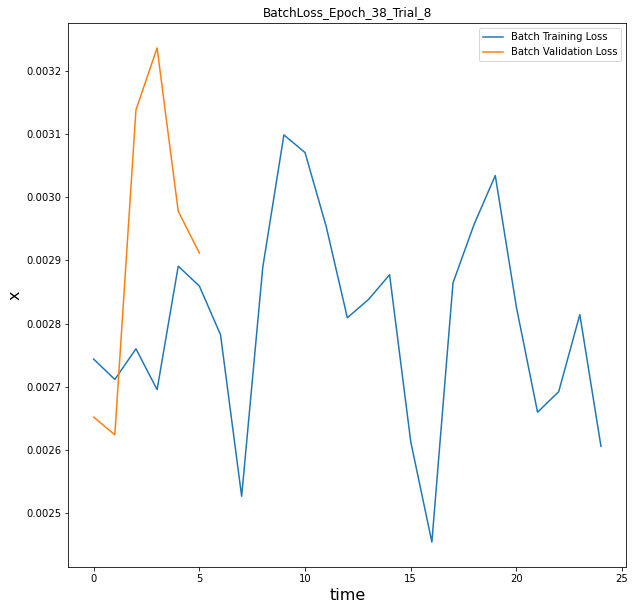 BatchLoss_Epoch_38_Trial_8
Batch Training Loss
Batch Validation Loss
0.0032
0.0031
0.0030
0.0029
0.0028
0.0027
0.0026
0.0025
x
0 5 10 15 20 25
time